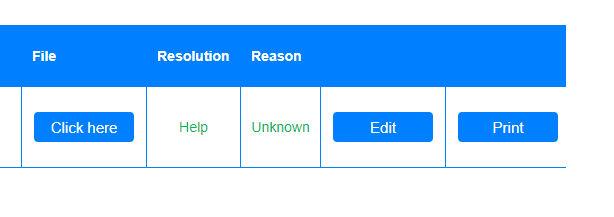 File Resolution Reason
Click here Help Unknown Edit Print